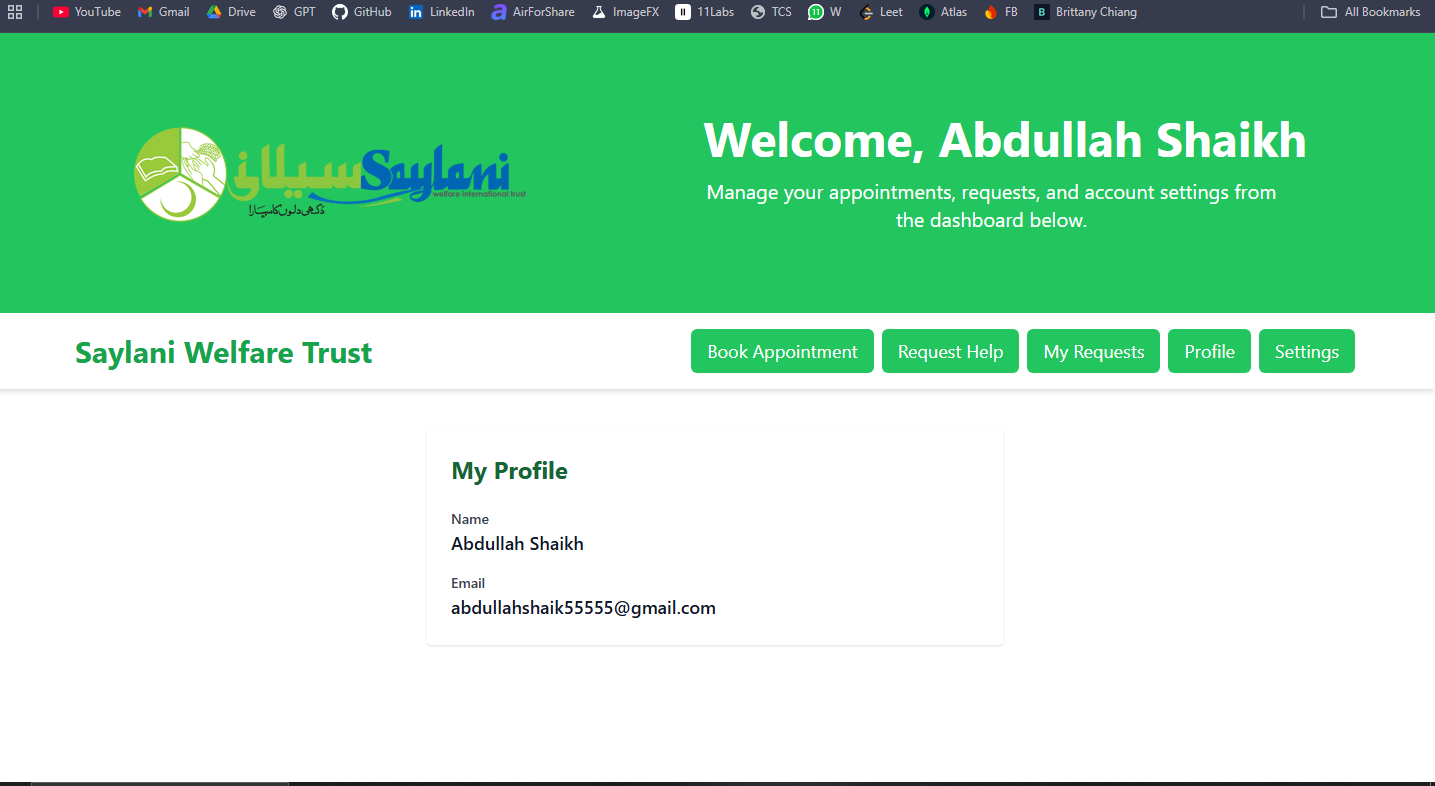 YouTube Gmail Drive GPT GitHub LinkedIn AirForShare ImageFX 11Labs TCS 11 W Leet Atlas FB B Brittany Chiang All Bookmarks
سیلانی Saylani
welfare international trust
دُکھی دلوں کا سہارا
Welcome, Abdullah Shaikh
Manage your appointments, requests, and account settings from
the dashboard below.
Saylani Welfare Trust
Book Appointment Request Help My Requests Profile Settings
My Profile
Name
Abdullah Shaikh
Email
abdullahshaik55555@gmail.com